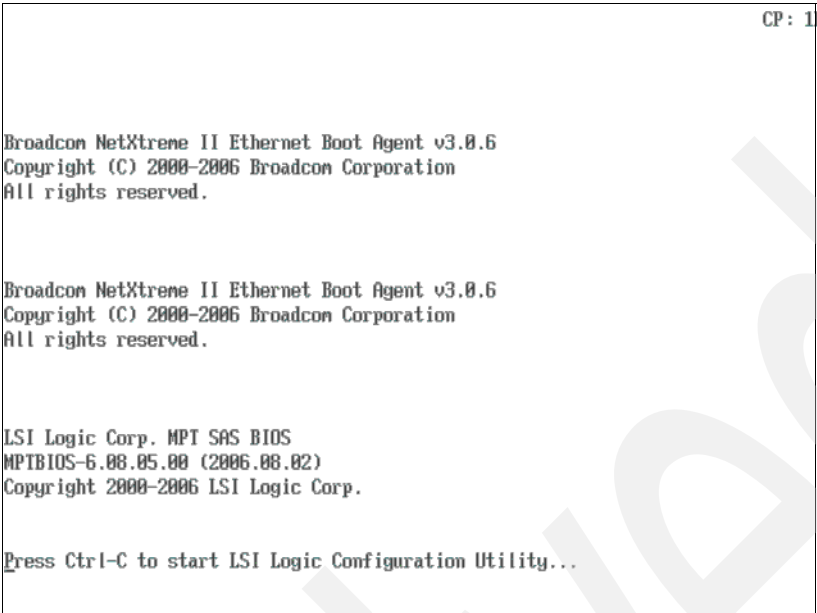 CP: 1
Broadcom NetXtreme II Ethernet Boot Agent v3.0.6
Copyright (C) 2000-2006 Broadcom Corporation
All rights reserved.
Broadcom NetXtreme II Ethernet Boot Agent v3.0.6
Copyright (C) 2000-2006 Broadcom Corporation
All rights reserved.
LSI Logic Corp. MPT SAS BIOS
MPTBIOS-6.08.05.00 (2006.08.02)
Copyright 2000-2006 LSI Logic Corp.
Press Ctrl-C to start LSI Logic Configuration Utility...